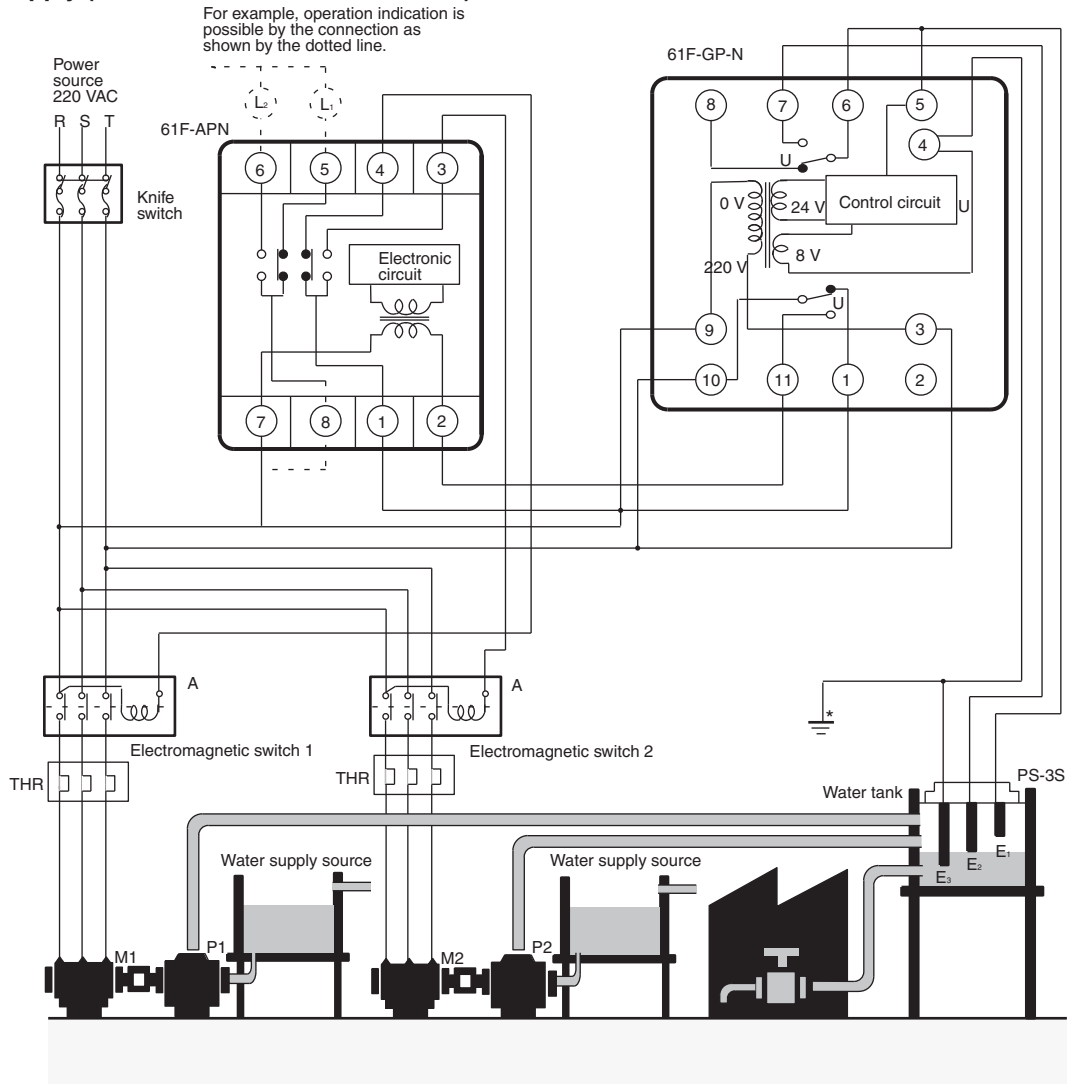 For example, operation indication is
possible by the connection as
shown by the dotted line.
Power
source
220 VAC
R S T
Knife
switch
61F-APN
L2 L1
6 5 4 3
Electronic
circuit
7 8 1 2
61F-GP-N
8 7 6 5
4
U
0 V 24 V Control circuit U
8 V
220 V
U
9 3
10 11 1 2
A
Electromagnetic switch 1
THR
A
Electromagnetic switch 2
THR
*
PS-3S
Water tank
E1
E2
E3
Water supply source
Water supply source
M1 P1
M2 P2